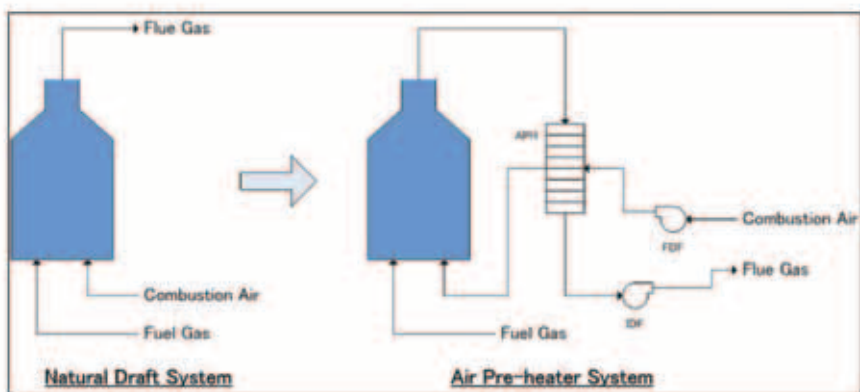 Flue Gas
Combustion Air
Fuel Gas
Natural Draft System
APH
FDF
Combustion Air
IDF
Flue Gas
Fuel Gas
Air Pre-heater System